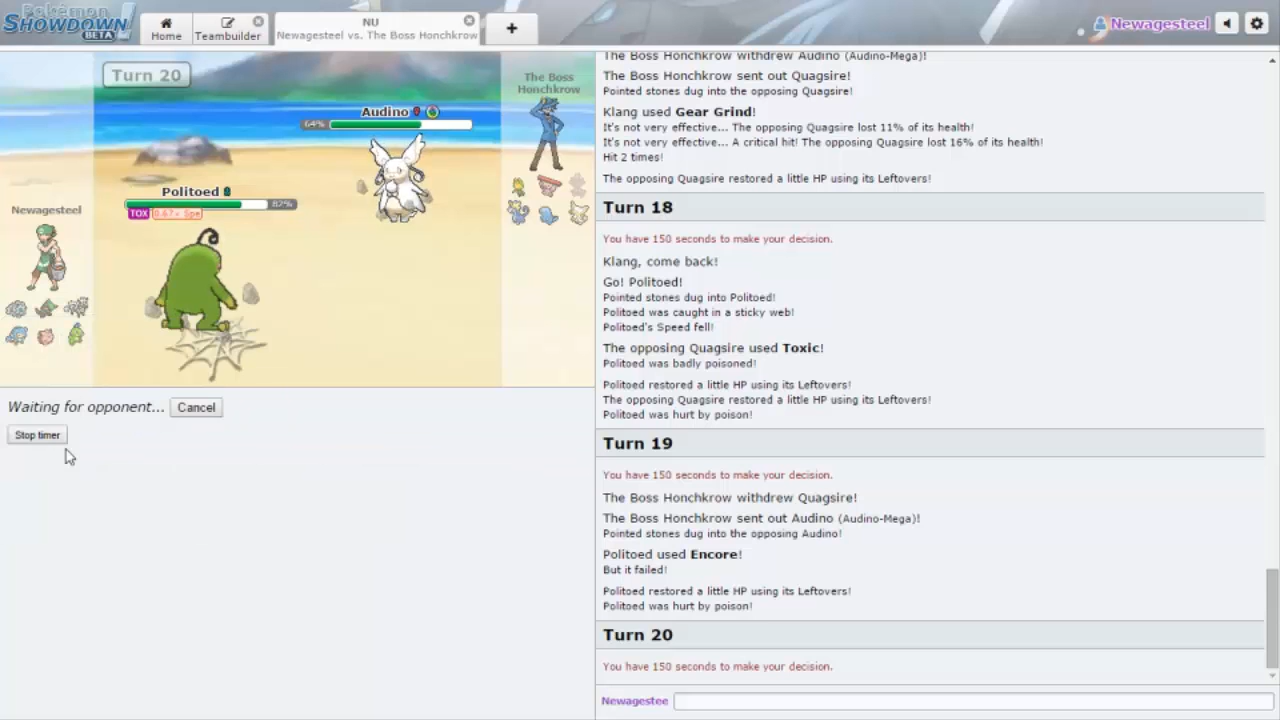 Pokémon
SHOWDOWN!
BETA
Home
Teambuilder
NU
Newagesteel vs. The Boss Honchkrow
+
Newagesteel
Turn 20
The Boss
Honchkrow
Audino
64%
Politoed
82%
TOX 0.67× Spe
Newagesteel
Waiting for opponent... Cancel
Stop timer
The Boss Honchkrow withdrew Audino (Audino-Mega)!
The Boss Honchkrow sent out Quagsire!
Pointed stones dug into the opposing Quagsire!
Klang used Gear Grind!
It's not very effective... The opposing Quagsire lost 11% of its health!
It's not very effective... A critical hit! The opposing Quagsire lost 16% of its health!
Hit 2 times!
The opposing Quagsire restored a little HP using its Leftovers!
Turn 18
You have 150 seconds to make your decision.
Klang, come back!
Go! Politoed!
Pointed stones dug into Politoed!
Politoed was caught in a sticky web!
Politoed's Speed fell!
The opposing Quagsire used Toxic!
Politoed was badly poisoned!
Politoed restored a little HP using its Leftovers!
The opposing Quagsire restored a little HP using its Leftovers!
Politoed was hurt by poison!
Turn 19
You have 150 seconds to make your decision.
The Boss Honchkrow withdrew Quagsire!
The Boss Honchkrow sent out Audino (Audino-Mega)!
Pointed stones dug into the opposing Audino!
Politoed used Encore!
But it failed!
Politoed restored a little HP using its Leftovers!
Politoed was hurt by poison!
Turn 20
You have 150 seconds to make your decision.
Newagestee